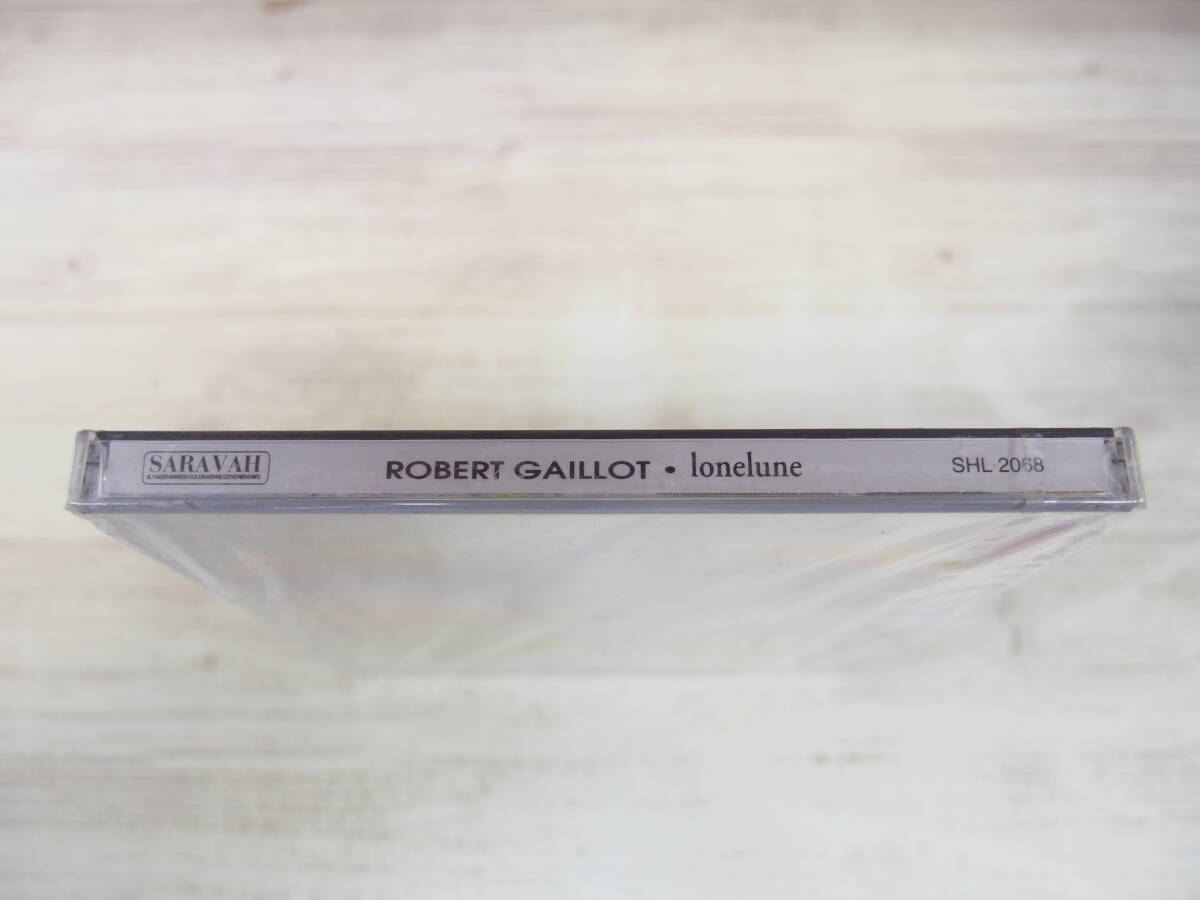 SARAVAH
ROBERT GAILLOT • lonelune
SHL 2068